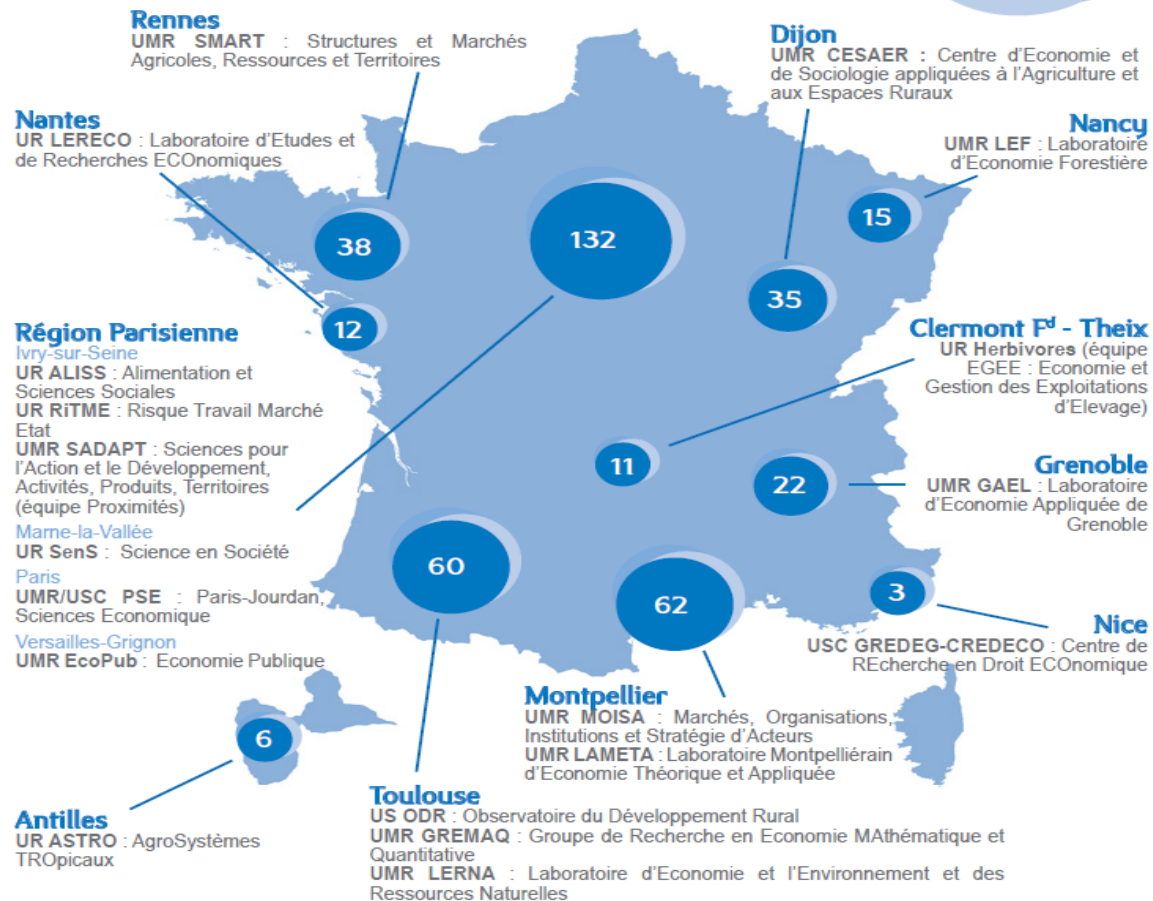 Rennes
UMR SMART : Structures et Marchés
Agricoles, Ressources et Territoires
Dijon
UMR CESAER : Centre d'Economie et
de Sociologie appliquées à l'Agriculture et
aux Espaces Ruraux
Nantes
UR LERECO : Laboratoire d'Etudes et
de Recherches ECOnomiques
Nancy
UMR LEF : Laboratoire
d'Economie Forestière
38
132
15
35
12
Région Parisienne
Ivry-sur-Seine
UR ALISS : Alimentation et
Sciences Sociales
UR RiTME : Risque Travail Marché
Etat
UMR SADAPT : Sciences pour
l'Action et le Développement,
Activités, Produits, Territoires
(équipe Proximités)
Marne-la-Vallée
UR SenS : Science en Société
Paris
UMR/USC PSE : Paris-Jourdan,
Sciences Economique
Versailles-Grignon
UMR EcoPub : Economie Publique
Clermont Fd - Theix
UR Herbivores (équipe
EGEE : Economie et
Gestion des Exploitations
d'Elevage)
11
22
Grenoble
UMR GAEL : Laboratoire
d'Economie Appliquée de
Grenoble
60
62
3
Nice
USC GREDEG-CREDECO : Centre de
REcherche en Droit ECOnomique
Montpellier
UMR MOISA : Marchés, Organisations,
Institutions et Stratégie d'Acteurs
UMR LAMETA : Laboratoire Montpelliérain
d'Economie Théorique et Appliquée
6
Antilles
UR ASTRO : AgroSystèmes
TROpicaux
Toulouse
US ODR : Observatoire du Développement Rural
UMR GREMAQ : Groupe de Recherche en Economie MAthématique et
Quantitative
UMR LERNA : Laboratoire d'Economie et l'Environnement et des
Ressources Naturelles